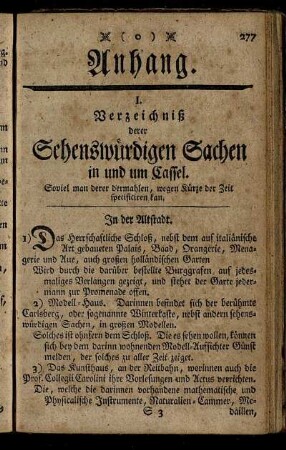 ( o ) 277
Anhang.
I.
Verzeichniß
derer
Sehenswürdigen Sachen
in und um Cassel.
Soviel man derer dermahlen, wegen Kürze der Zeit
specificiren kan.
In der Altstadt.
1) Das Herrschaftliche Schloß, nebst dem auf italiänische
Art gebaueten Palais, Baad, Orangerie, Mena-
gerie und Aue, auch großen holländischen Garten
Wird durch die darüber bestelle Burggrafen, auf jedes-
maliges Verlangen gezeigt, und stehet der Garte jeder-
mann zur Promenade offen.
2) Modell-Haus. Darinnen befindet sich der berühmte
Carlsberg, oder sogenannte Winterkaste, nebst andern sehens-
würdigen Sachen, in großen Modellen.
Solches ist ohnfern dem Schloß. Die es sehen wollen, können
sich bey dem darinn wohnenden Modell-Aufseher Günst
melden, der solches zu aller Zeit zeiget.
3) Das Kunsthaus, an der Reitbahn, worinnen auch die
Prof. Collegii Carolini ihre Vorlesungen und Actus verrichten.
Die, welche die darinnen vorhandene mathematische und
Physicalische Instrumente, Naturalien-Cammer, Me-
S 3 daillen,